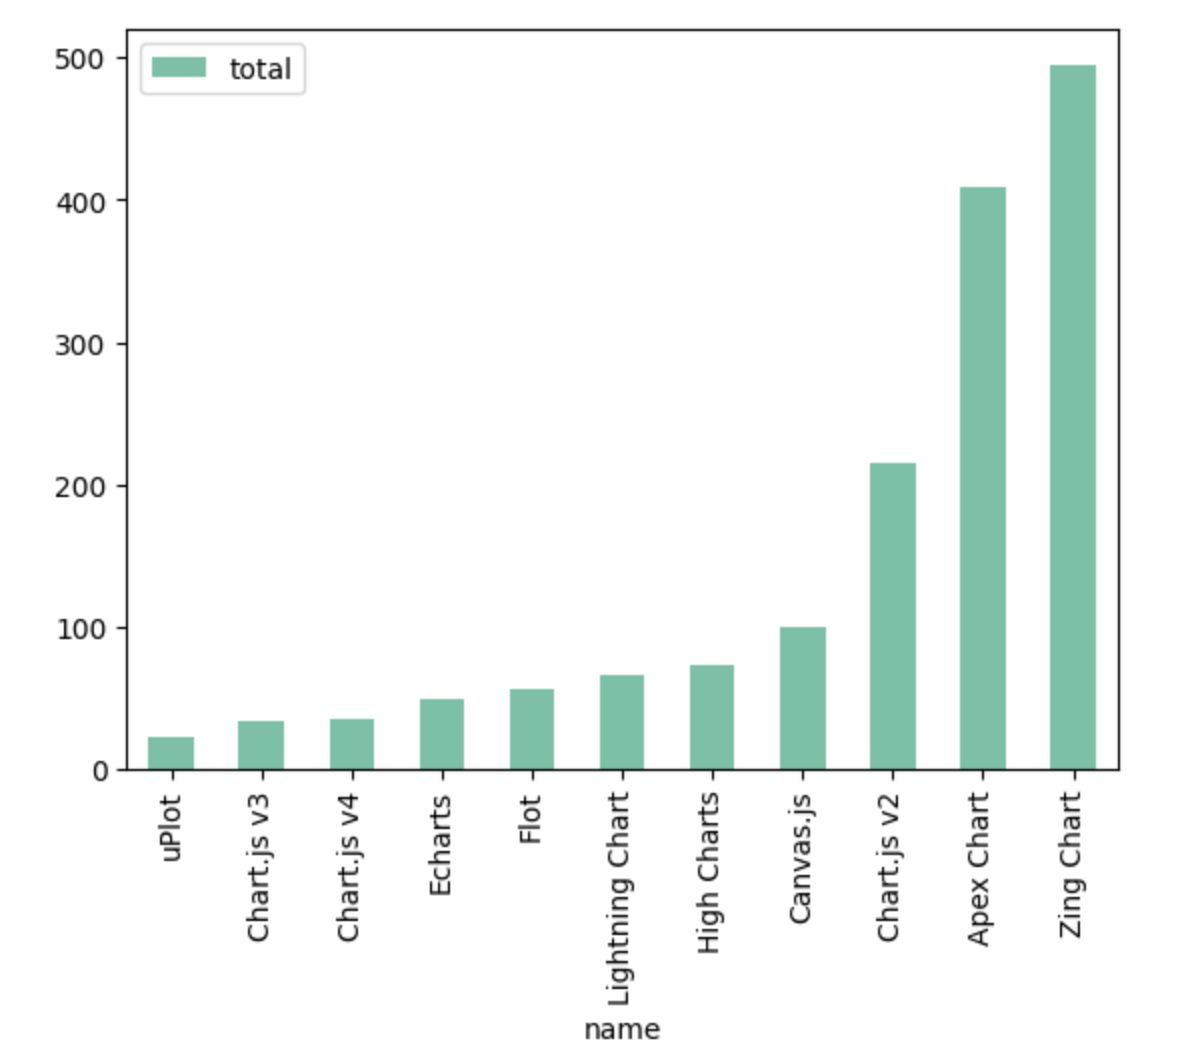 total
500
400
300
200
100
0
uPlot
Chart.js v3
Chart.js v4
Echarts
Flot
Lightning Chart
High Charts
Canvas.js
Chart.js v2
Apex Chart
Zing Chart
name